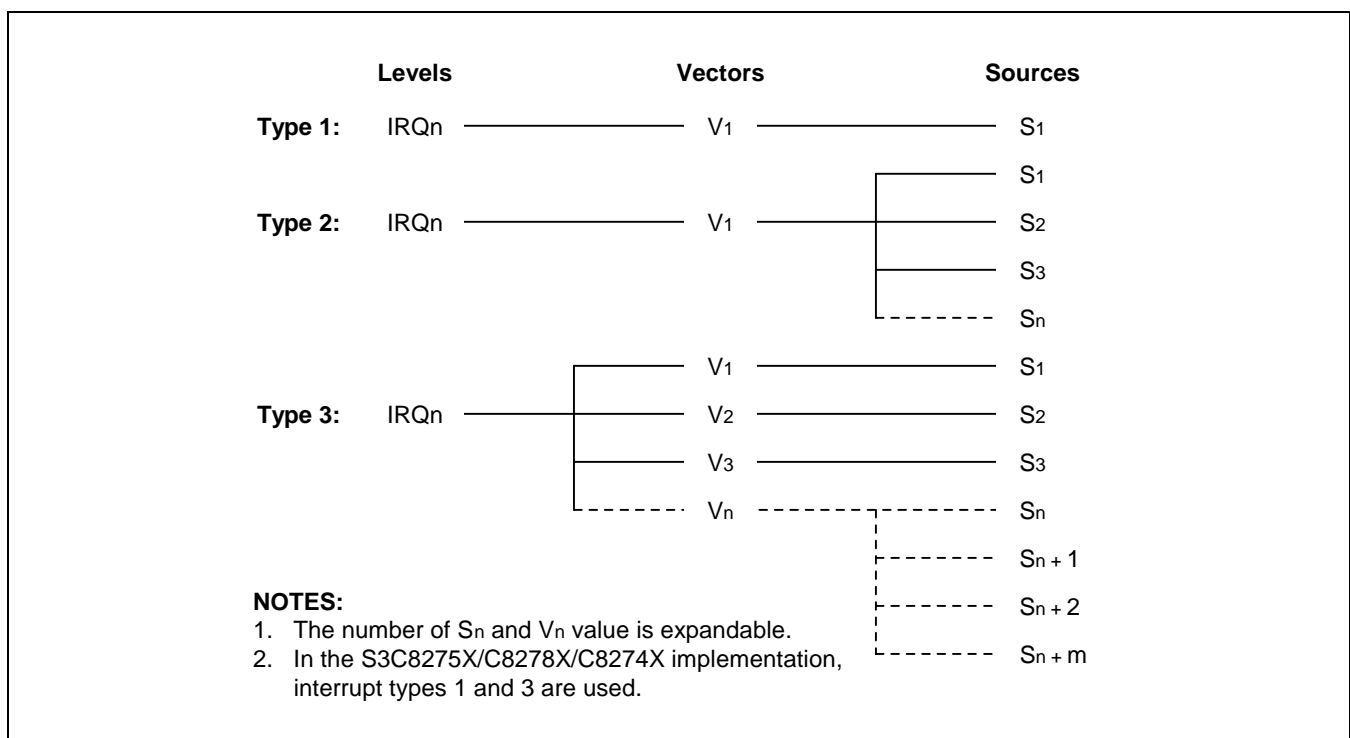 Levels Vectors Sources
Type 1: IRQn V1 S1
S1
Type 2: IRQn V1 S2
S3
Sn
V1 S1
Type 3: IRQn V2 S2
V3 S3
Vn Sn
Sn + 1
Sn + 2
Sn + m
NOTES:
1. The number of Sn and Vn value is expandable.
2. In the S3C8275X/C8278X/C8274X implementation,
interrupt types 1 and 3 are used.